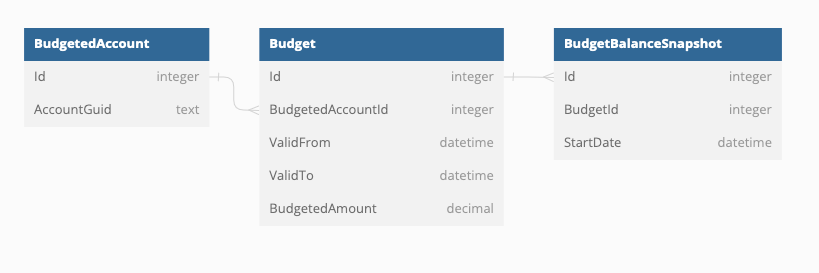 BudgetedAccount
Id integer
AccountGuid text
Budget
Id integer
BudgetedAccountId integer
ValidFrom datetime
ValidTo datetime
BudgetedAmount decimal
BudgetBalanceSnapshot
Id integer
BudgetId integer
StartDate datetime